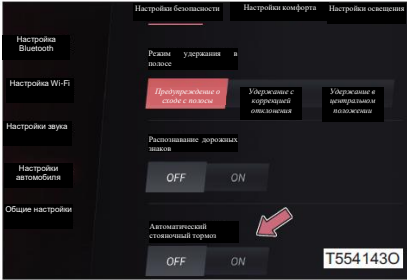 Настройки безопасности
Настройки комфорта
Настройки освещения
Настройка
Bluetooth
Настройка Wi-Fi
Настройки звука
Настройки
автомобиля
Общие настройки
Режим удержания в
полосе
Предупреждение о
сходе с полосы
Удержание с
коррекцией
отклонения
Удержание в
центральном
положении
Распознавание дорожных
знаков
OFF
ON
Автоматический
стояночный тормоз
OFF
ON
T554143O